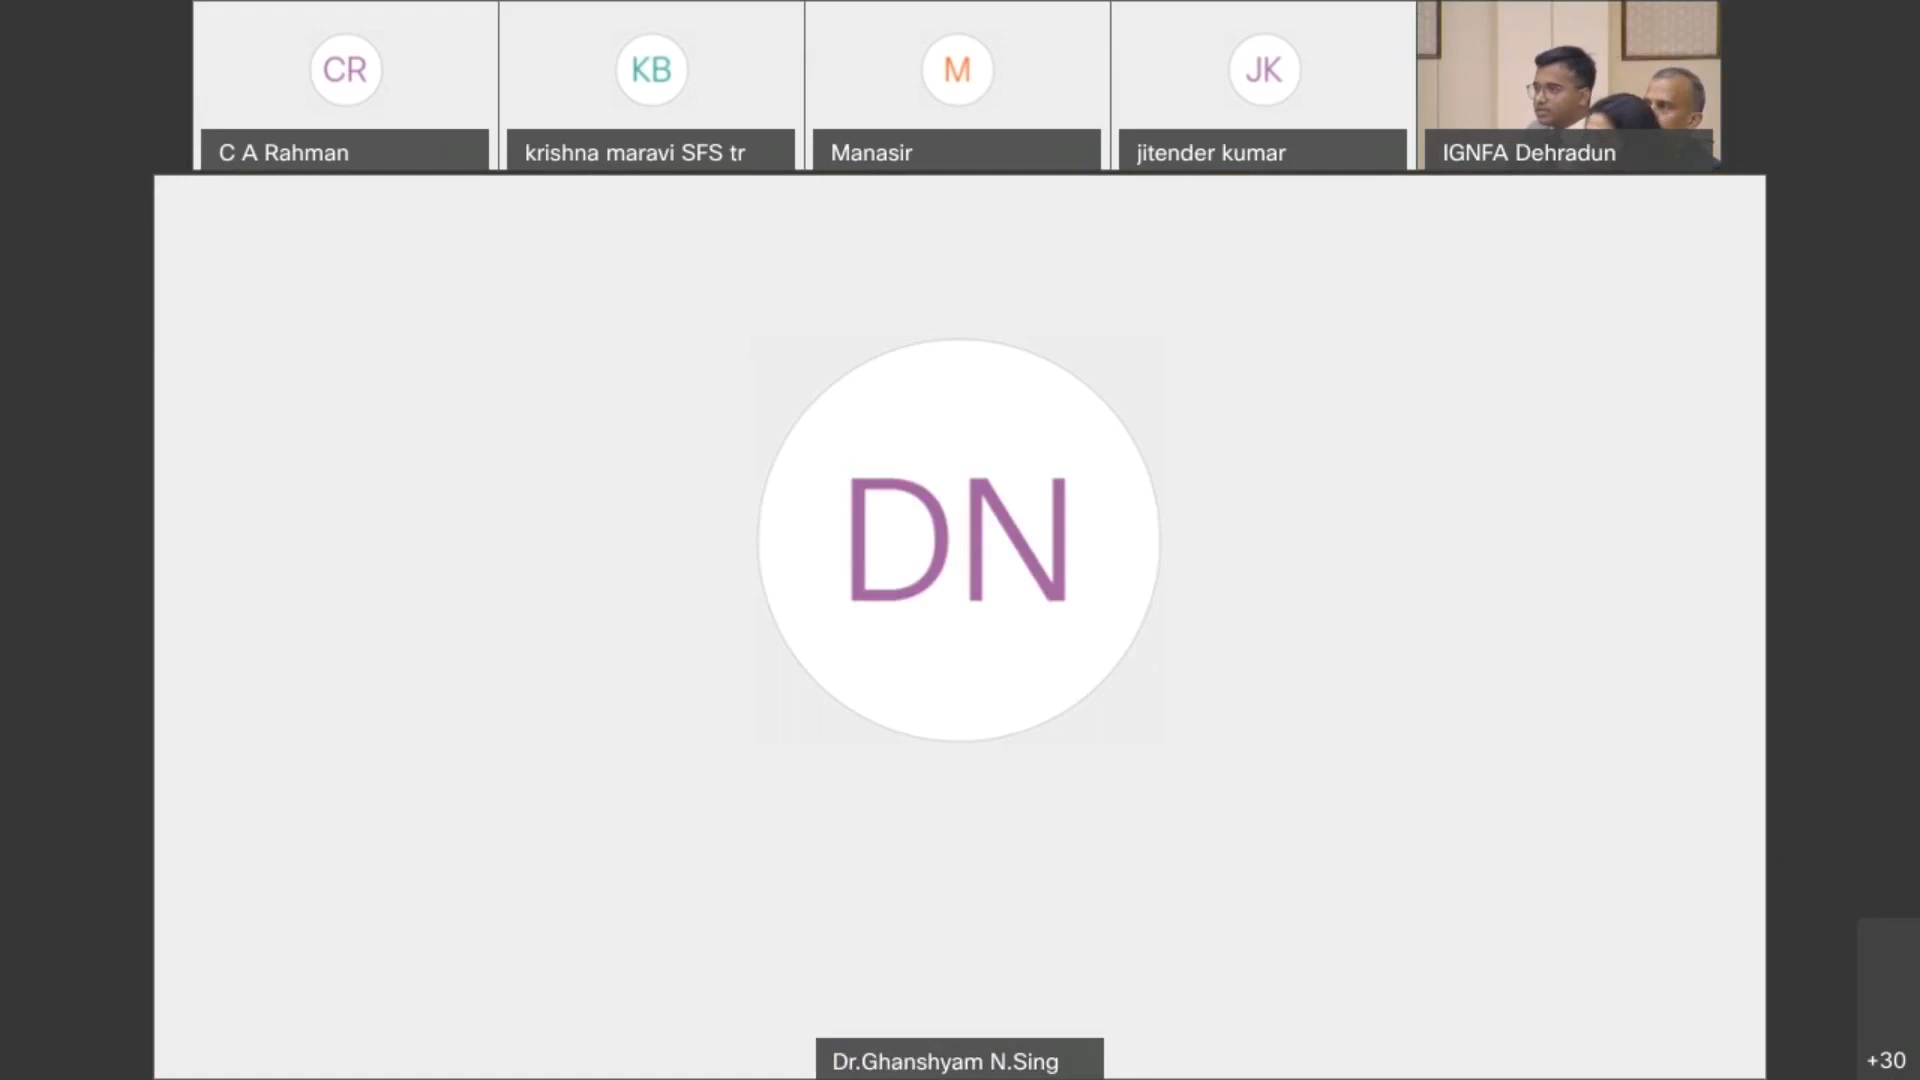 CR
C A Rahman
KB
krishna maravi SFS tr
M
Manasir
JK
jitender kumar
IGNFA Dehradun
DN
Dr.Ghanshyam N.Sing
+30